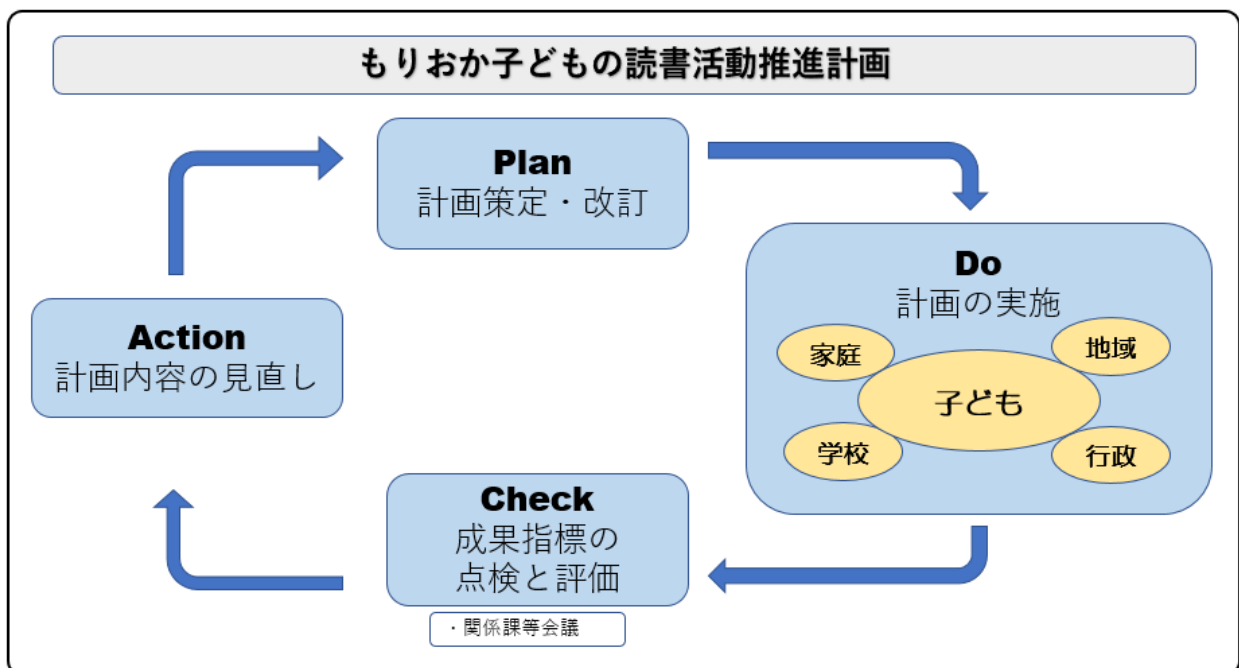 もりおか子どもの読書活動推進計画
Plan
計画策定・改訂
Do
計画の実施
家庭
地域
子ども
学校
行政
Check
成果指標の
点検と評価
・関係課等会議
Action
計画内容の見直し